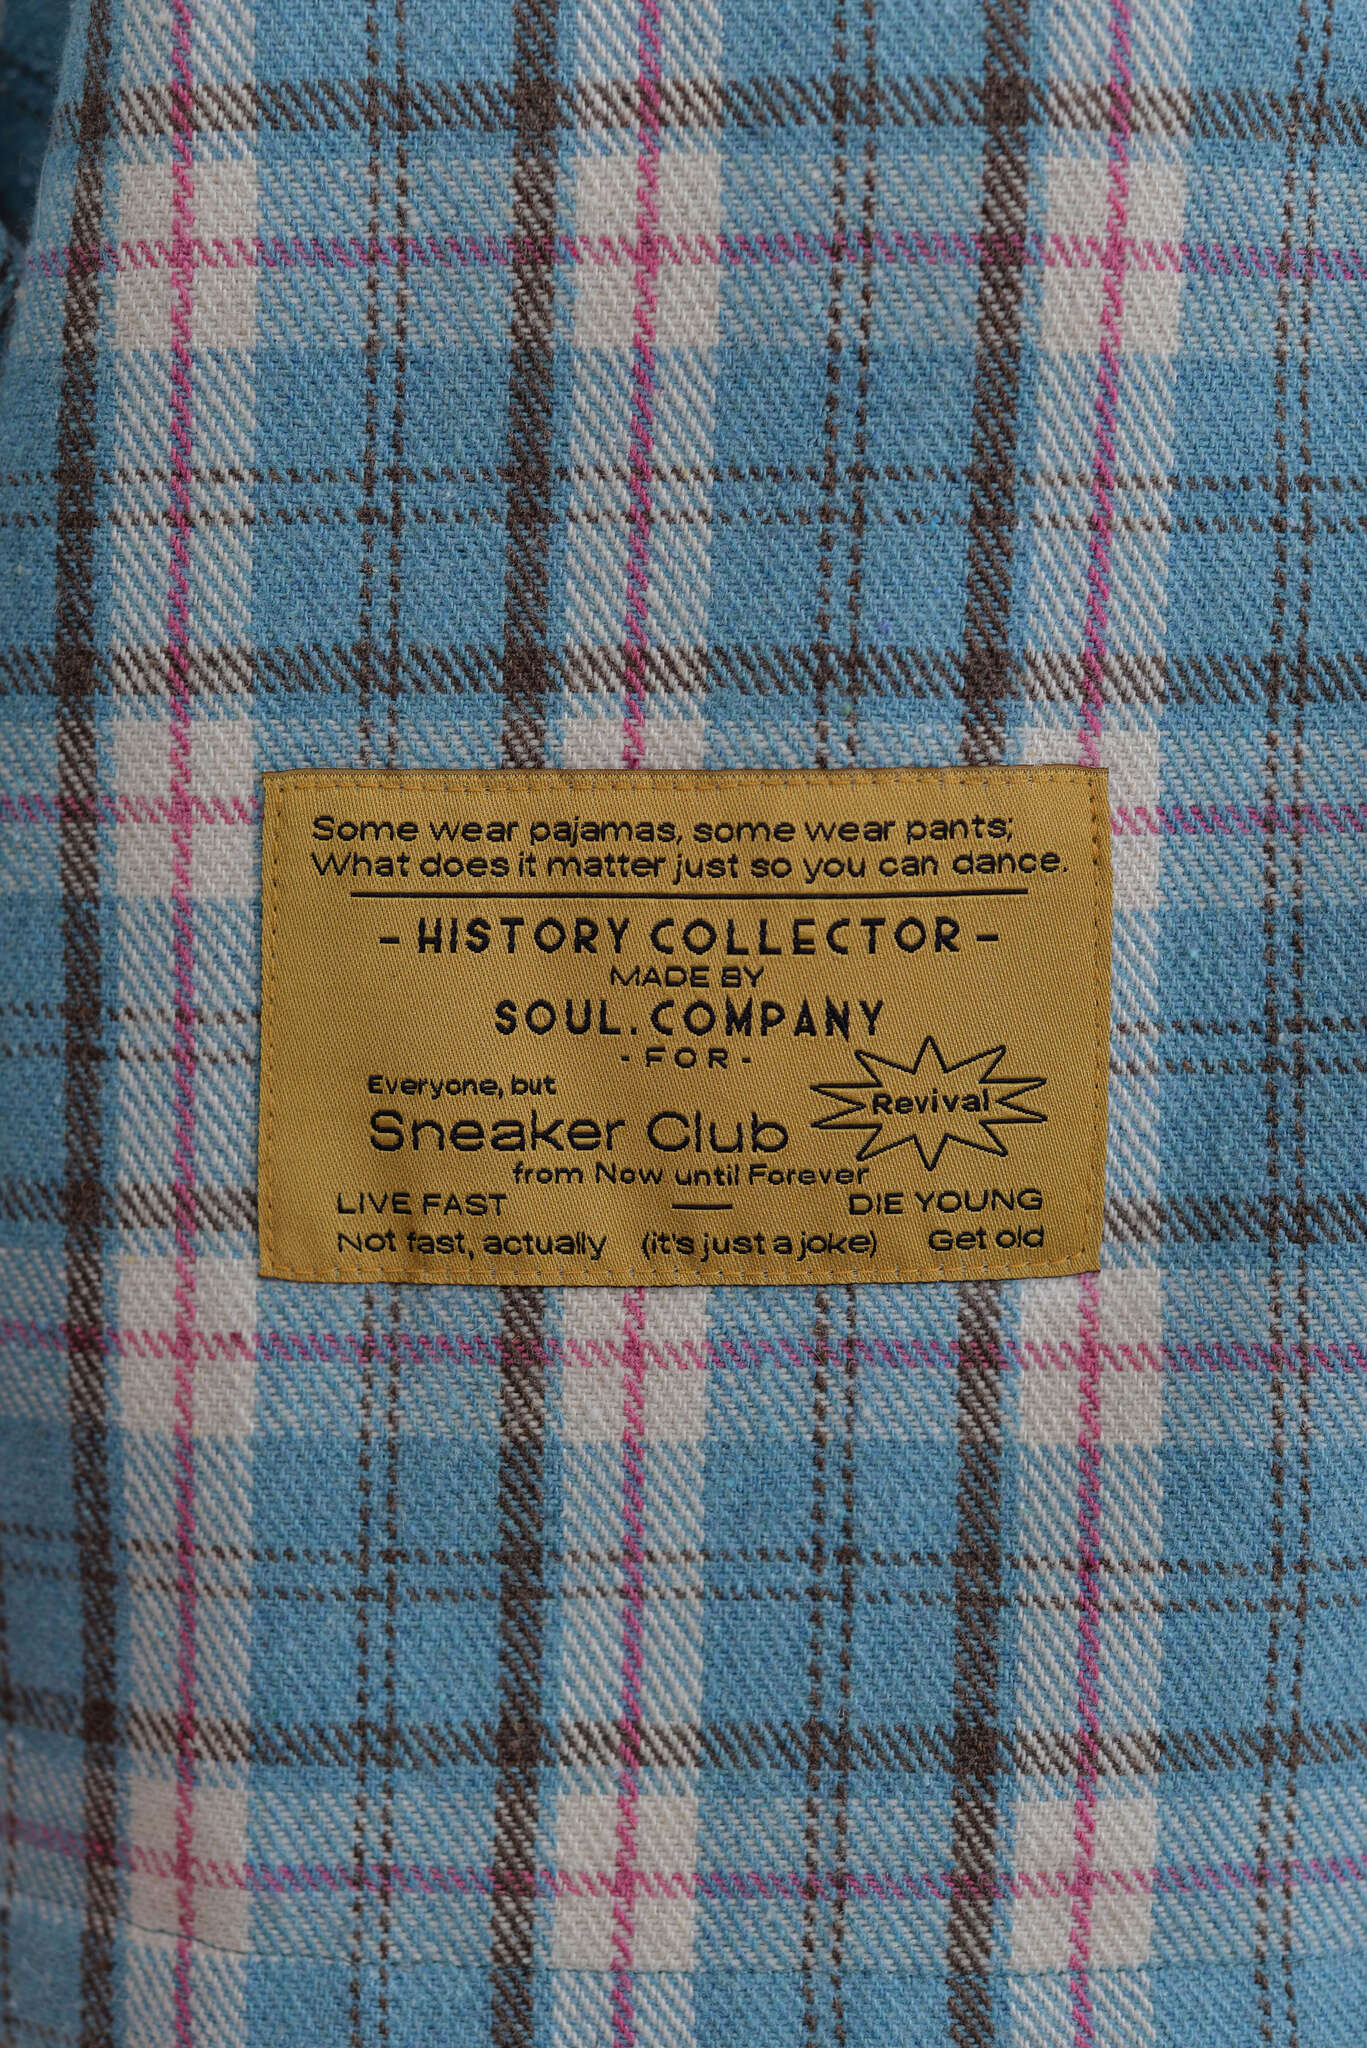 Some wear pajamas, some wear pants;
What does it matter just so you can dance.
- HISTORY COLLECTOR -
MADE BY
SOUL.COMPANY
- FOR -
Everyone, but
Sneaker Club
Revival
from Now until Forever
LIVE FAST — DIE YOUNG
Not fast, actually (it's just a joke) Get old